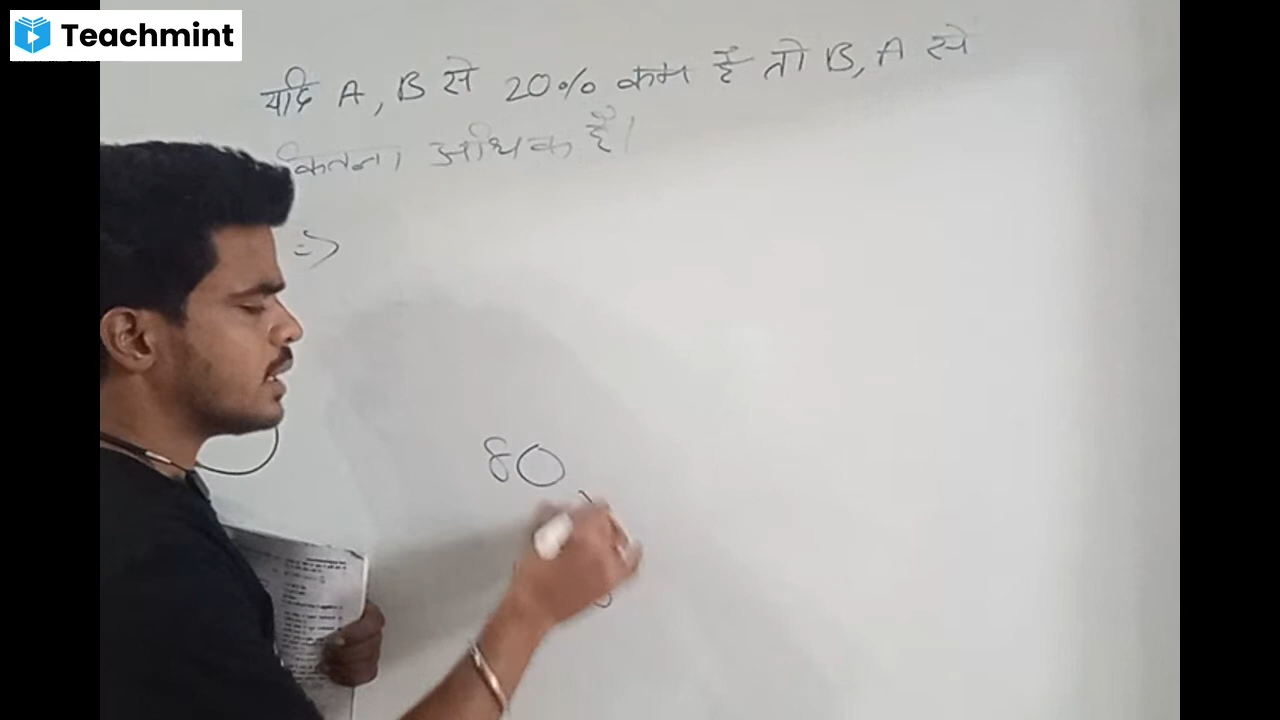 Teachmint
यदि A, B से 20% कम है तो B, A से
कितना अधिक है।
=>
80